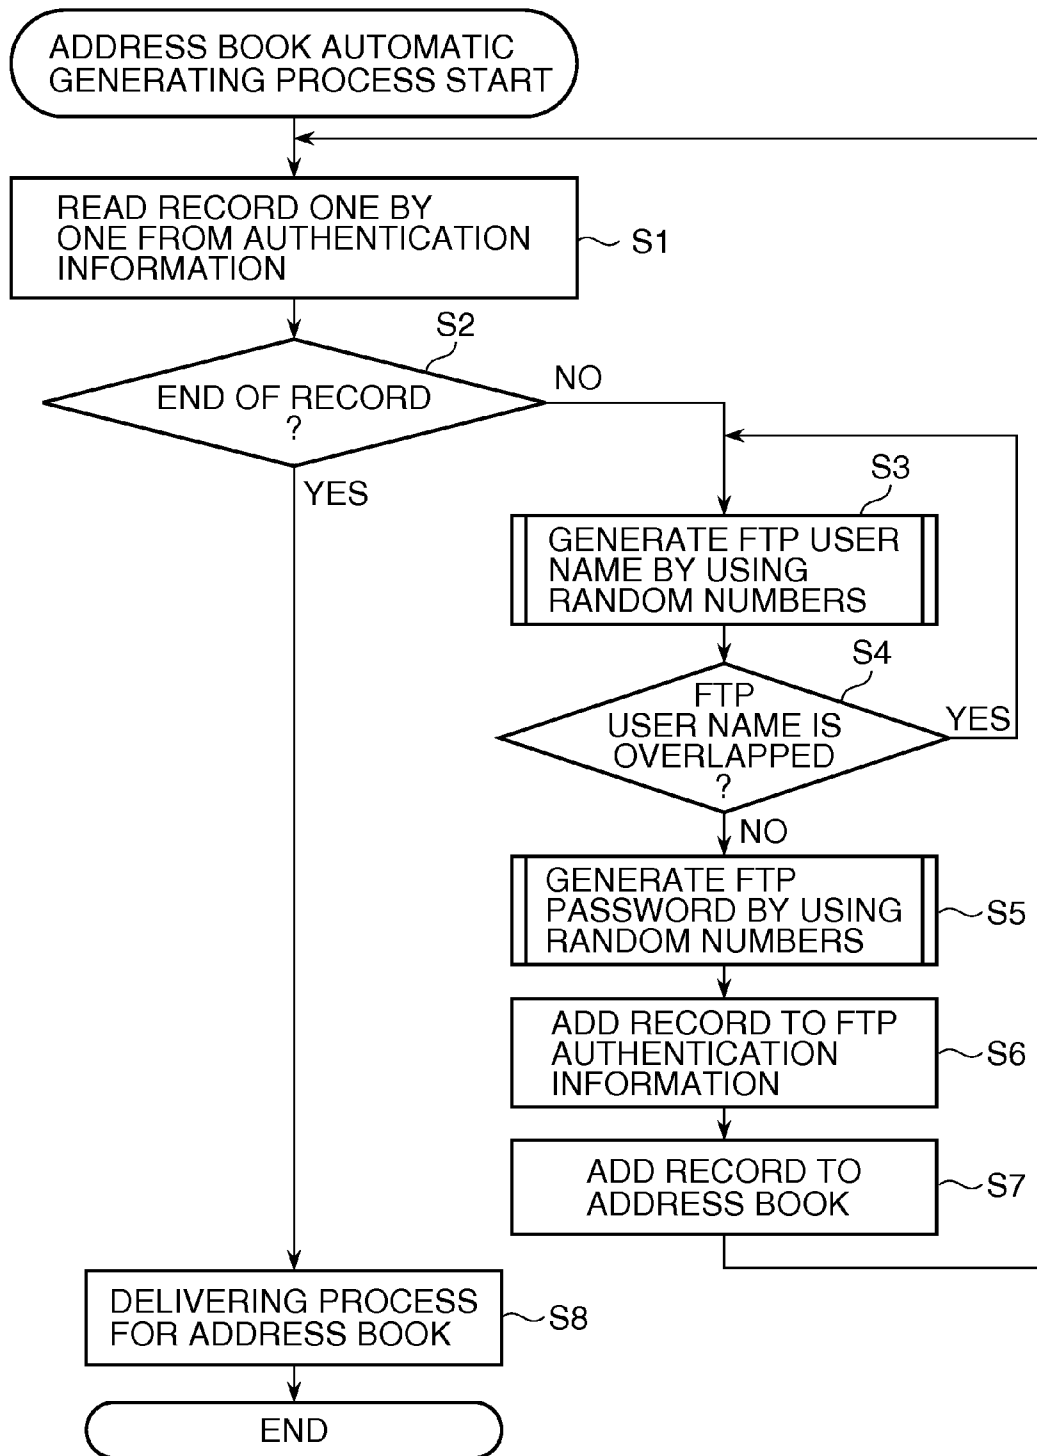 ADDRESS BOOK AUTOMATIC
GENERATING PROCESS START
READ RECORD ONE BY
ONE FROM AUTHENTICATION
INFORMATION
S1
S2
END OF RECORD
?
NO
YES
S3
GENERATE FTP USER
NAME BY USING
RANDOM NUMBERS
S4
FTP
USER NAME IS
OVERLAPPED
?
YES
NO
GENERATE FTP
PASSWORD BY USING
RANDOM NUMBERS
S5
ADD RECORD TO FTP
AUTHENTICATION
INFORMATION
S6
ADD RECORD TO
ADDRESS BOOK
S7
DELIVERING PROCESS
FOR ADDRESS BOOK
S8
END